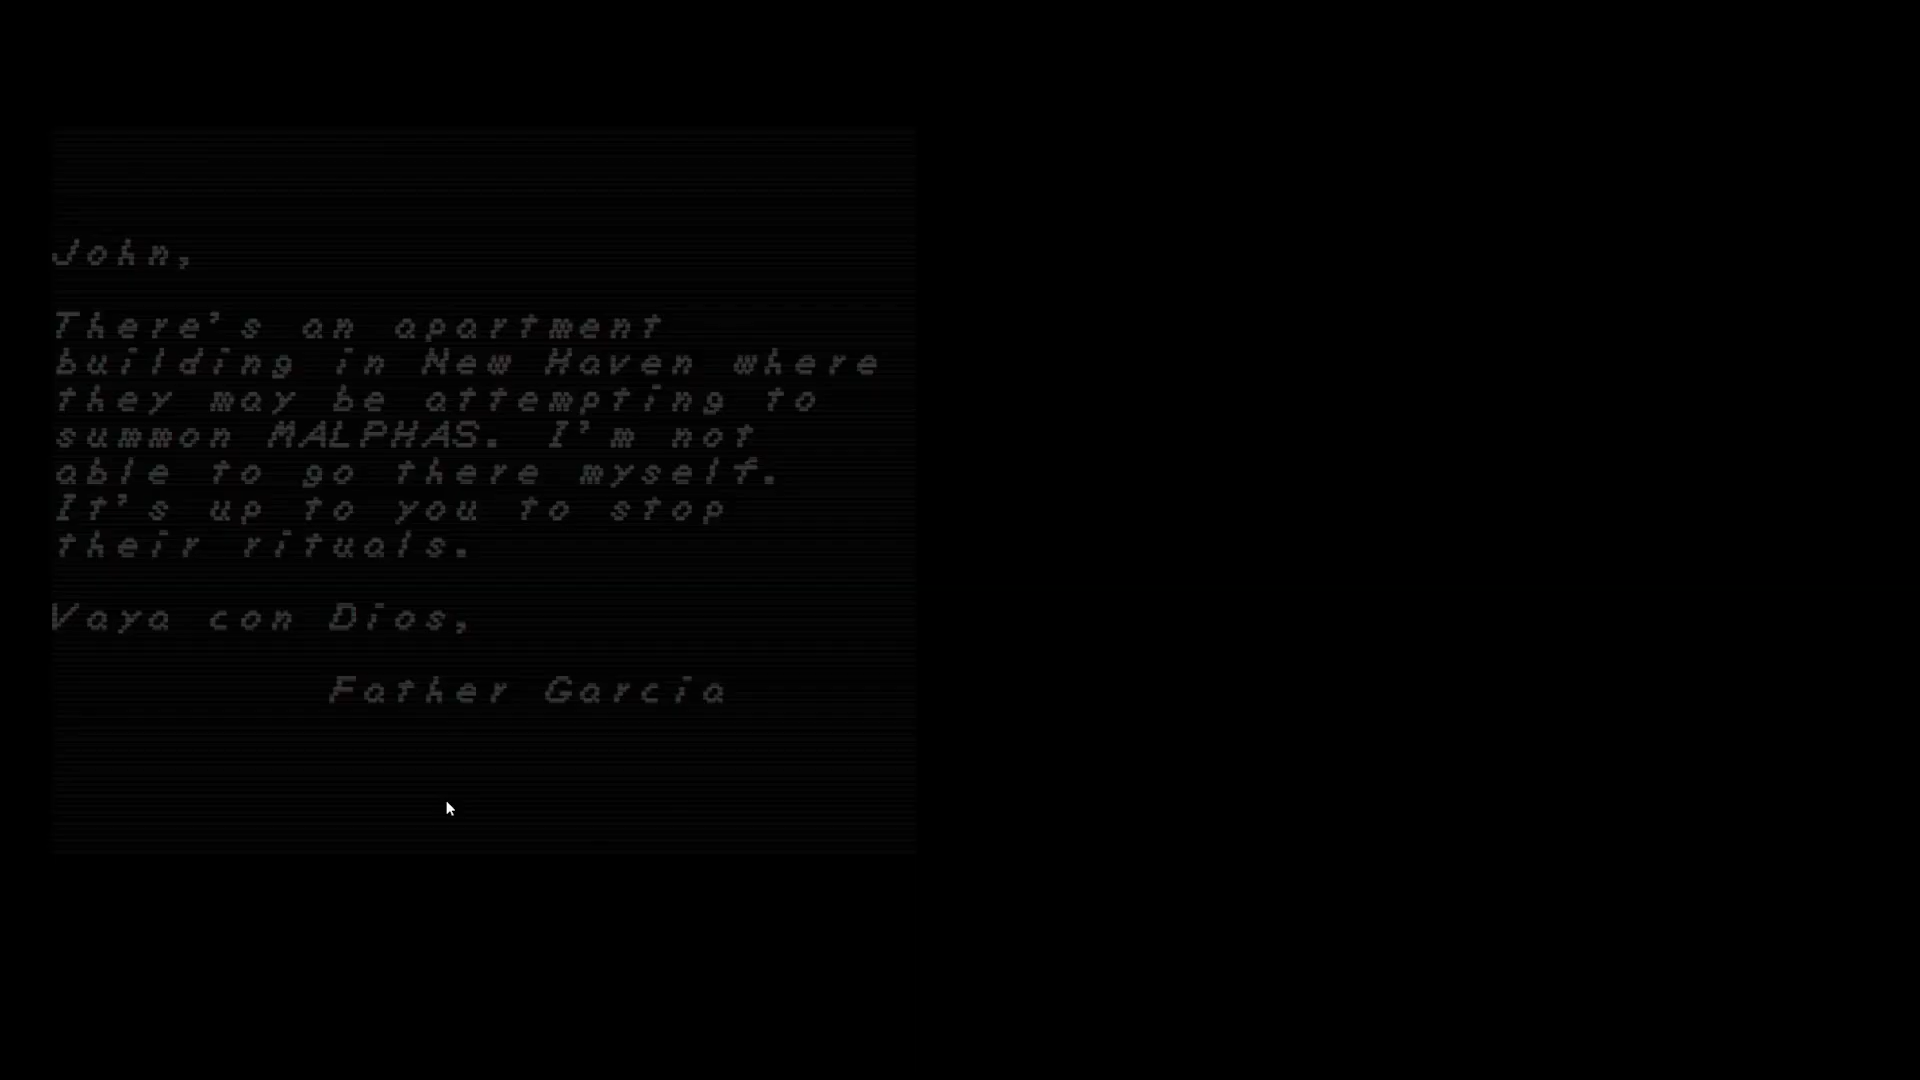 John,
There's an apartment
building in New Haven where
they may be attempting to
summon MALPHAS. I'm not
able to go there myself.
It's up to you to stop
their rituals.
Vaya con Dios,
Father Garcia